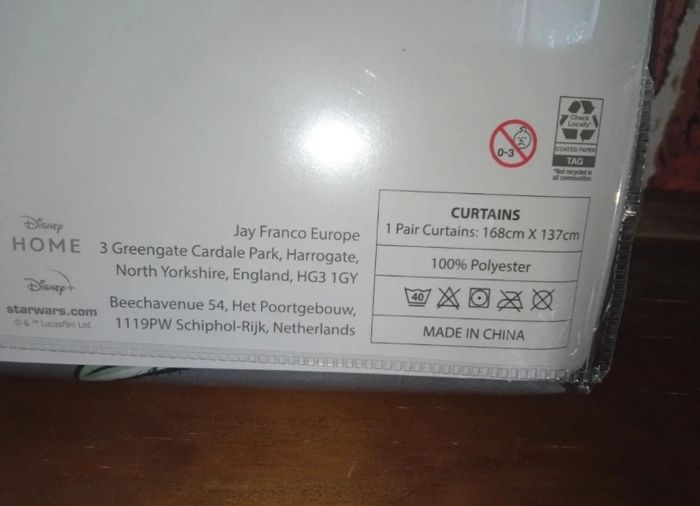 Check
Locally*
COATED PAPER
TAG
*Not recycled in
all communities
0-3
Disney
HOME
Disney+
starwars.com
© & ™ Lucasfilm Ltd
Jay Franco Europe
3 Greengate Cardale Park, Harrogate,
North Yorkshire, England, HG3 1GY
Beechavenue 54, Het Poortgebouw,
1119PW Schiphol-Rijk, Netherlands
CURTAINS
1 Pair Curtains: 168cm X 137cm
100% Polyester
40
MADE IN CHINA